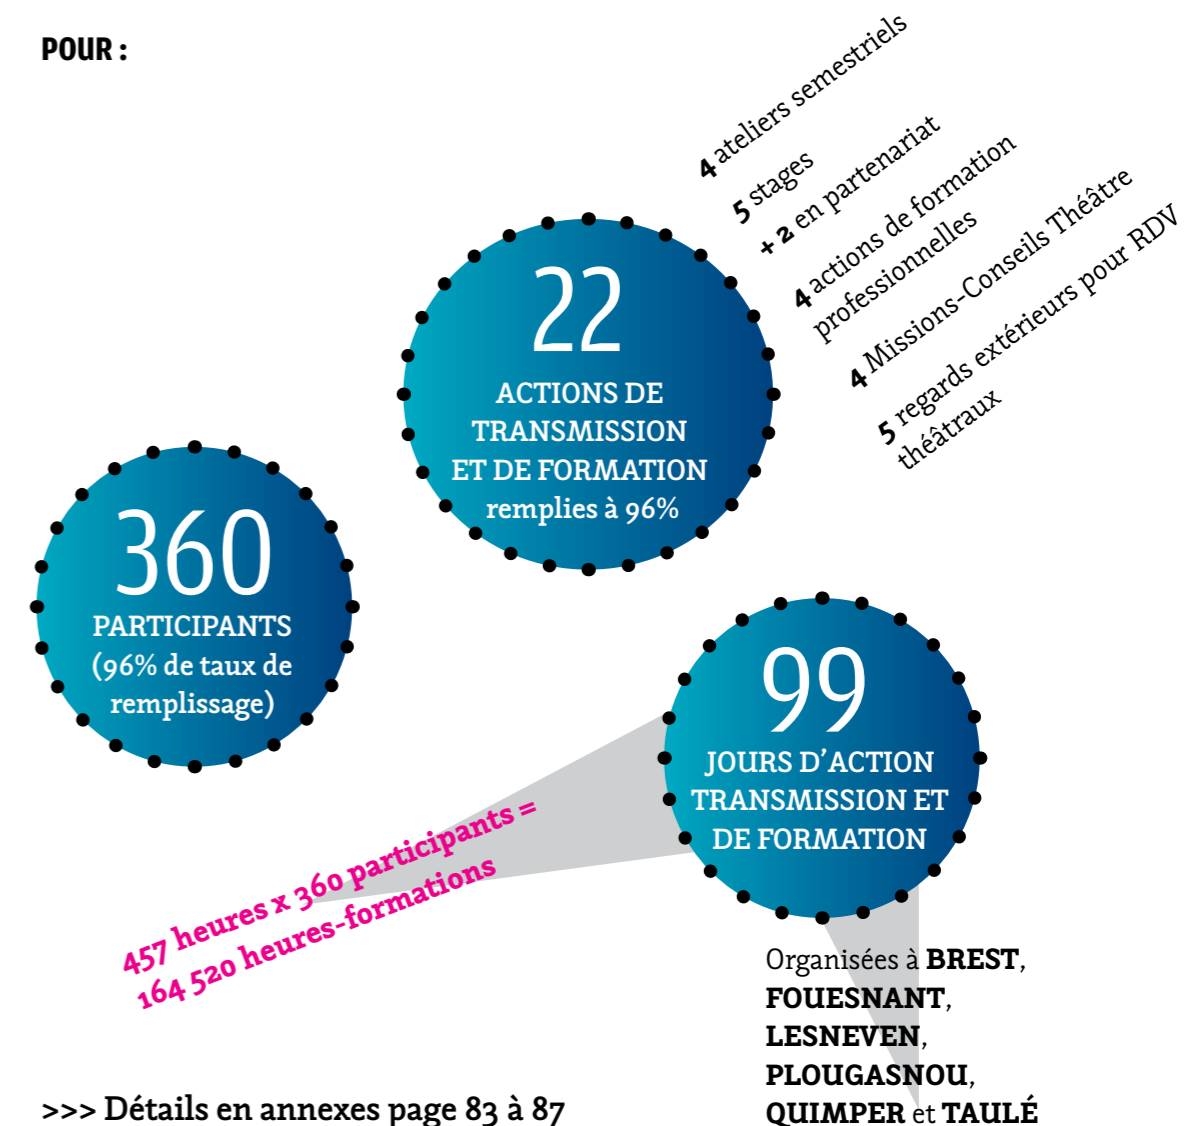 POUR :
4 ateliers semestriels
5 stages
+ 2 en partenariat
4 actions de formation
professionnelles
4 Missions-Conseils Théâtre
5 regards extérieurs pour RDV
théâtraux
22
ACTIONS DE
TRANSMISSION
ET DE FORMATION
remplies à 96%
360
PARTICIPANTS
(96% de taux de
remplissage)
99
JOURS D'ACTION
TRANSMISSION ET
DE FORMATION
457 heures x 360 participants =
164 520 heures-formations
Organisées à BREST,
FOUESNANT,
LESNEVEN,
PLOUGASNOU,
QUIMPER et TAULÉ
>>> Détails en annexes page 83 à 87